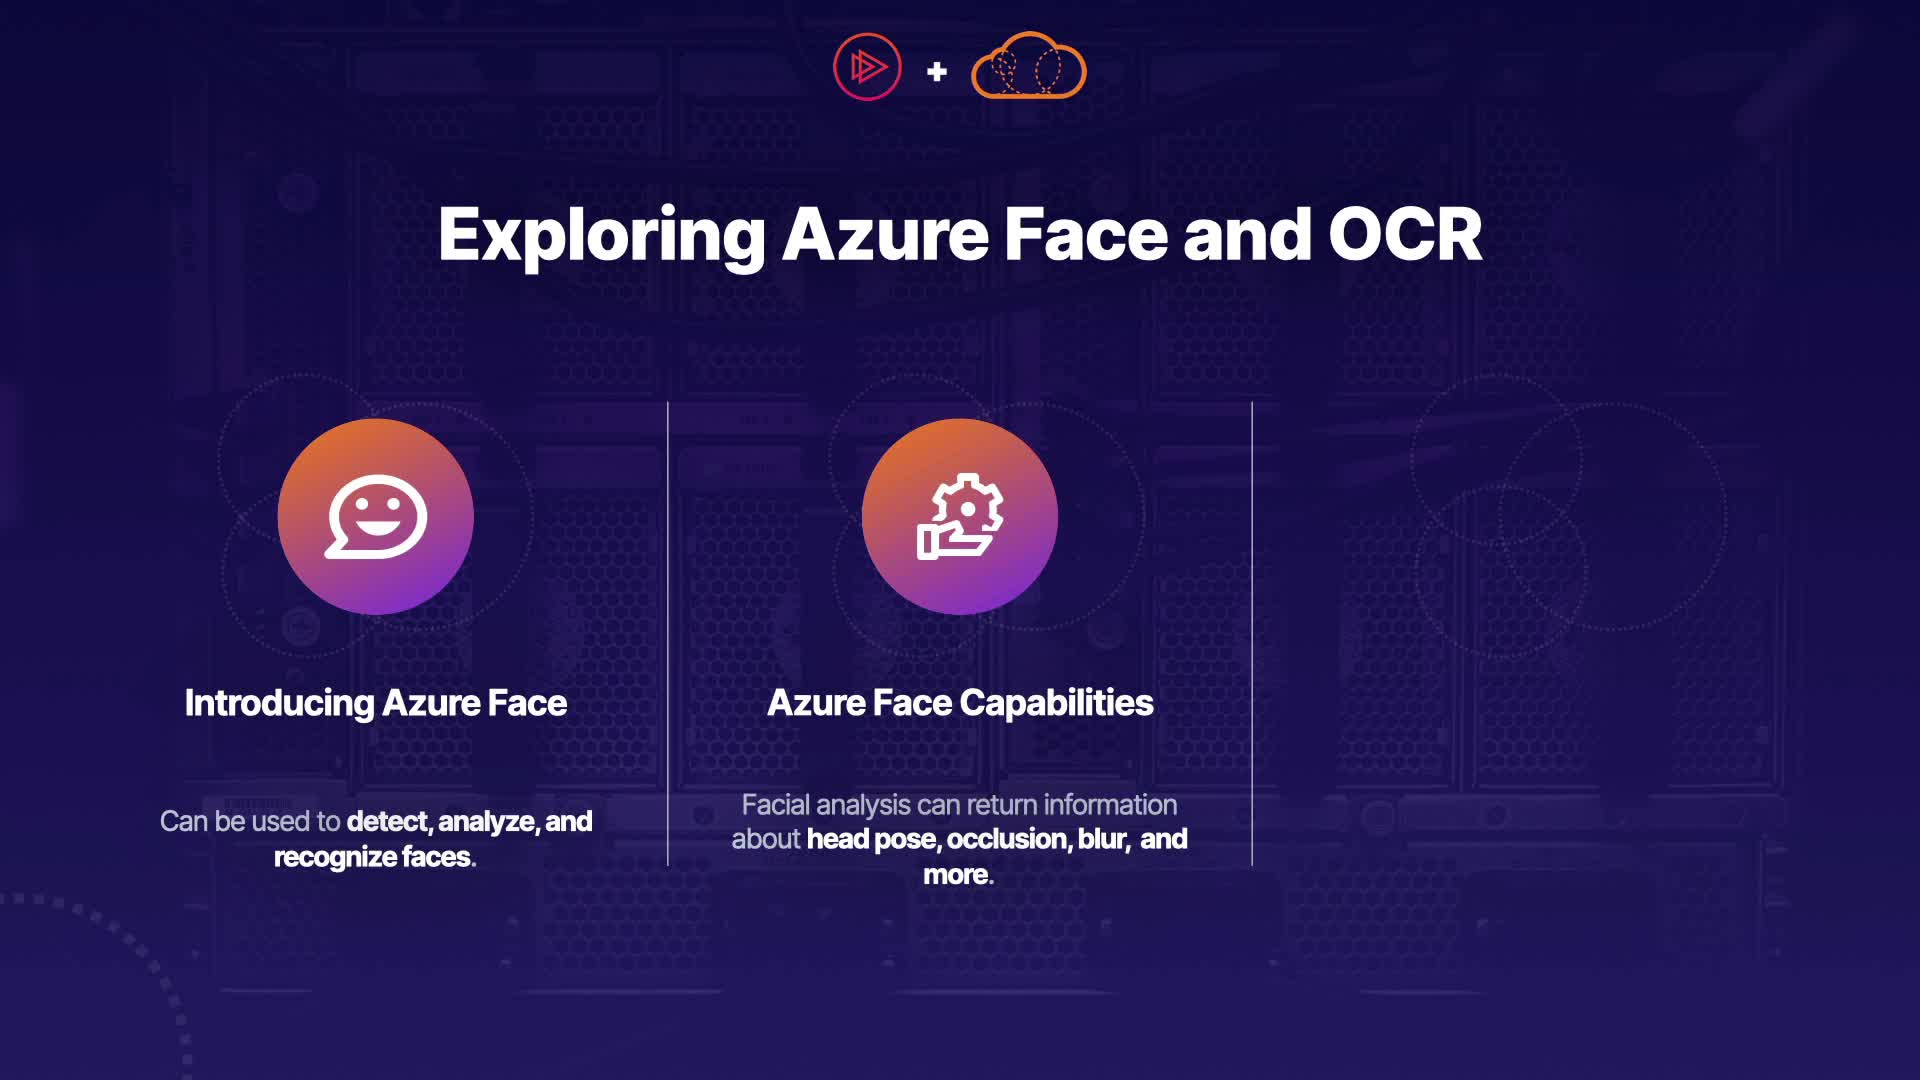 Exploring Azure Face and OCR
Introducing Azure Face
Can be used to detect, analyze, and
recognize faces.
Azure Face Capabilities
Facial analysis can return information
about head pose, occlusion, blur, and
more.